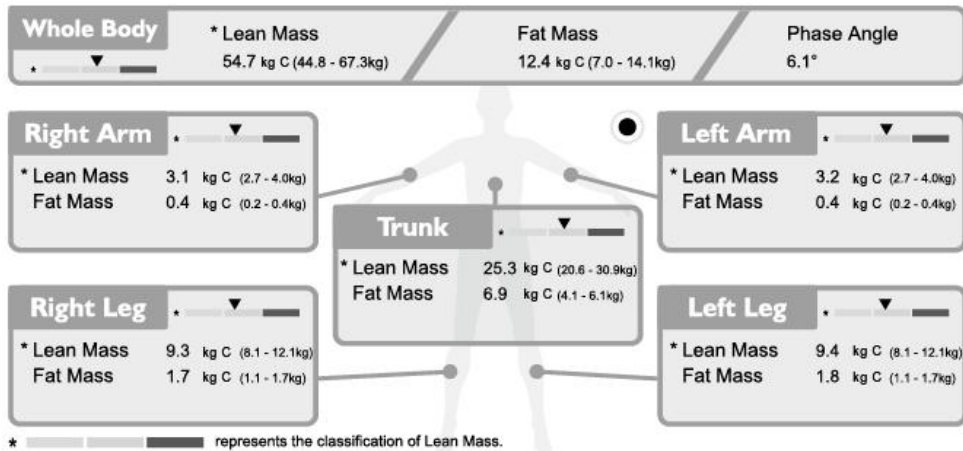 Whole Body
* Lean Mass
54.7 kg C (44.8 - 67.3kg)
Fat Mass
12.4 kg C (7.0 - 14.1kg)
Phase Angle
6.1°
*
Right Arm
*
* Lean Mass 3.1 kg C (2.7 - 4.0kg)
Fat Mass 0.4 kg C (0.2 - 0.4kg)
Left Arm
*
* Lean Mass 3.2 kg C (2.7 - 4.0kg)
Fat Mass 0.4 kg C (0.2 - 0.4kg)
Trunk
*
* Lean Mass 25.3 kg C (20.6 - 30.9kg)
Fat Mass 6.9 kg C (4.1 - 6.1kg)
Right Leg
*
* Lean Mass 9.3 kg C (8.1 - 12.1kg)
Fat Mass 1.7 kg C (1.1 - 1.7kg)
Left Leg
*
* Lean Mass 9.4 kg C (8.1 - 12.1kg)
Fat Mass 1.8 kg C (1.1 - 1.7kg)
* represents the classification of Lean Mass.